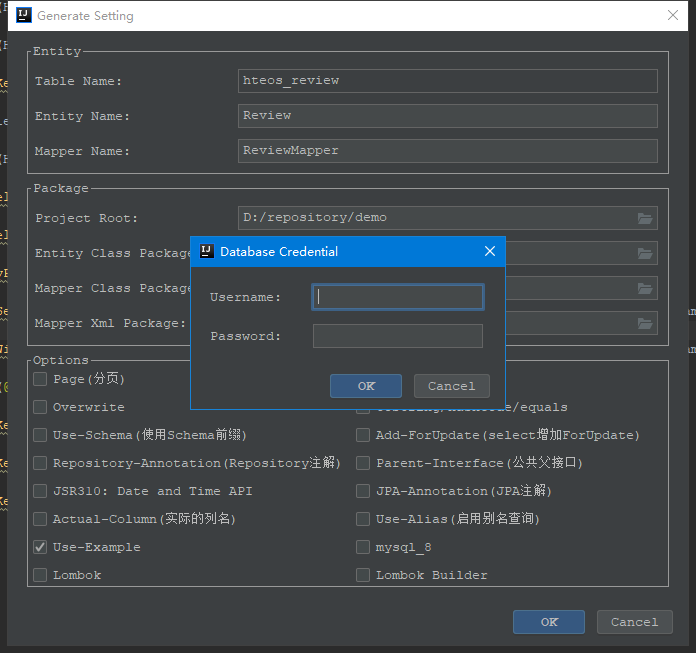 Generate Setting
Entity
Table Name: hteos_review
Entity Name: Review
Mapper Name: ReviewMapper
Package
Project Root: D:/repository/demo
Entity Class Package
Mapper Class Package
Mapper Xml Package:
Database Credential
Username:
Password:
OK Cancel
Options
Page(分页)
Overwrite
Use-Schema(使用Schema前缀) Add-ForUpdate(select增加ForUpdate)
Repository-Annotation(Repository注解) Parent-Interface(公共父接口)
JSR310: Date and Time API JPA-Annotation(JPA注解)
Actual-Column(实际的列名) Use-Alias(启用别名查询)
Use-Example mysql_8
Lombok Lombok Builder
OK Cancel